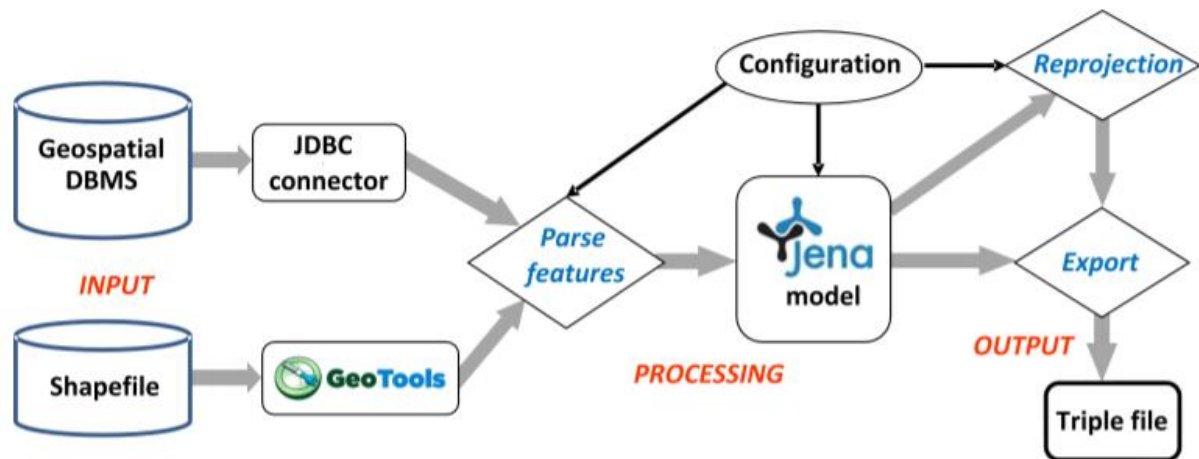 Configuration
Reprojection
Geospatial
DBMS
JDBC
connector
Parse
features
Jena
model
Export
INPUT
Shapefile
GeoTools
PROCESSING
OUTPUT
Triple file